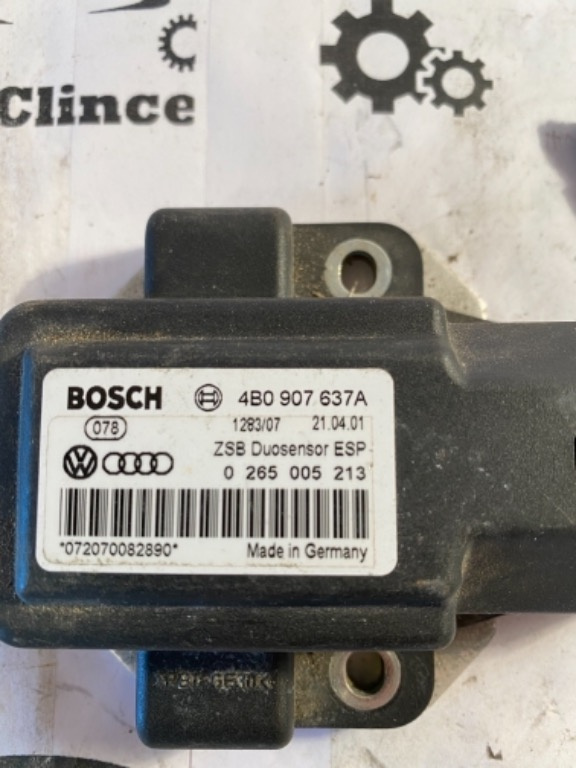 Clince
BOSCH 4B0 907 637A
078 1283/07 21.04.01
ZSB Duosensor ESP
0 265 005 213
*072070082890* Made in Germany